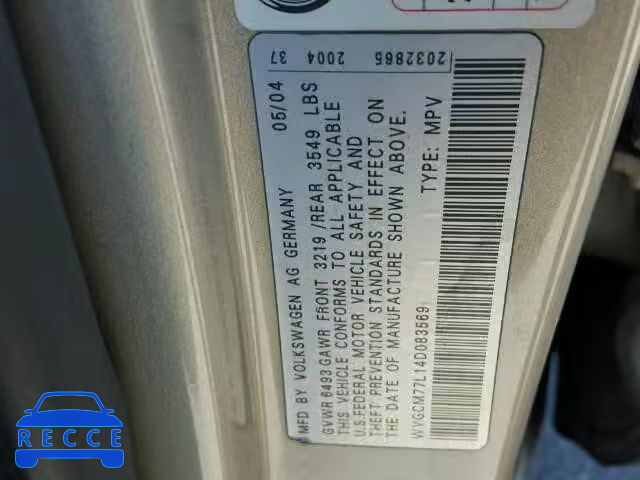 37 2004 2032865
MFD BY VOLKSWAGEN AG GERMANY 05/04
GVWR 6493 GAWR FRONT 3219 /REAR 3549 LBS
THIS VEHICLE CONFORMS TO ALL APPLICABLE
U.S.FEDERAL MOTOR VEHICLE SAFETY AND
THEFT PREVENTION STANDARDS IN EFFECT ON
THE DATE OF MANUFACTURE SHOWN ABOVE.
WVGCM77L14D083569 TYPE: MPV
RECCE